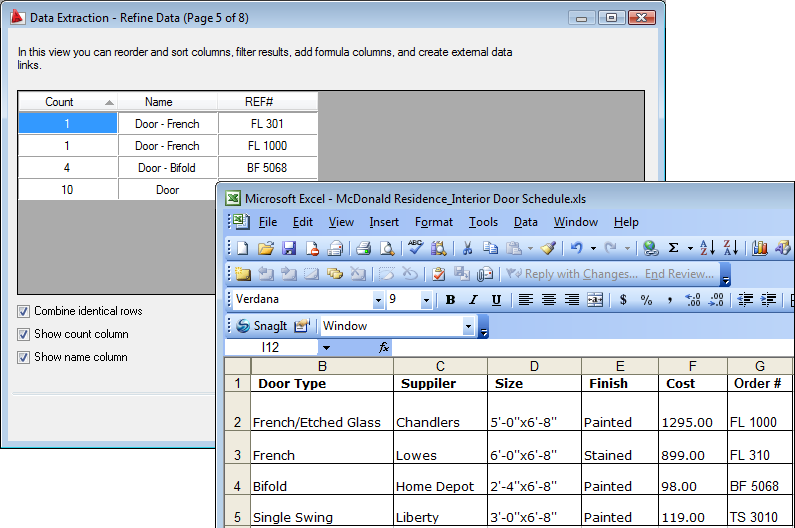 Data Extraction - Refine Data (Page 5 of 8)
In this view you can reorder and sort columns, filter results, add formula columns, and create external data
links.
Count Name REF#
1 Door - French FL 301
1 Door - French FL 1000
4 Door - Bifold BF 5068
10 Door
Combine identical rows
Show count column
Show name column
Microsoft Excel - McDonald Residence_Interior Door Schedule.xls
File Edit View Insert Format Tools Data Window Help
ABC Σ A Z Z A
Reply with Changes... End Review...
Verdana 9 B I U $ % , .00
SnagIt Window
I12 fx
B C D E F G
1 Door Type Suppiler Size Finish Cost Order #
2 French/Etched Glass Chandlers 5'-0"x6'-8" Painted 1295.00 FL 1000
3 French Lowes 6'-0"x6'-8" Stained 899.00 FL 310
4 Bifold Home Depot 2'-4"x6'-8" Painted 98.00 BF 5068
5 Single Swing Liberty 3'-0"x6'-8" Painted 119.00 TS 3010